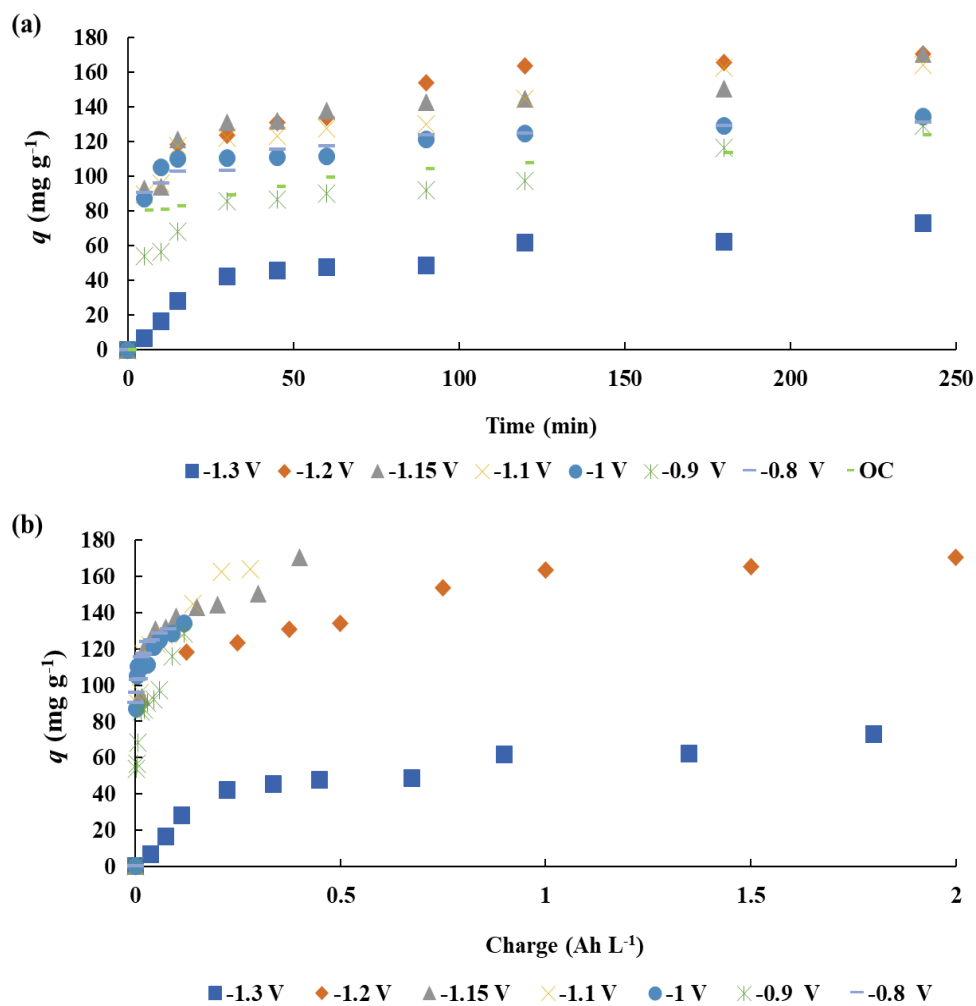 (a)
q (mg g-1)
180
160
140
120
100
80
60
40
20
0
0 50 100 150 200 250
Time (min)
-1.3 V -1.2 V -1.15 V -1.1 V -1 V -0.9 V -0.8 V OC
(b)
q (mg g-1)
180
160
140
120
100
80
60
40
20
0
0 0.5 1 1.5 2
Charge (Ah L-1)
-1.3 V -1.2 V -1.15 V -1.1 V -1 V -0.9 V -0.8 V